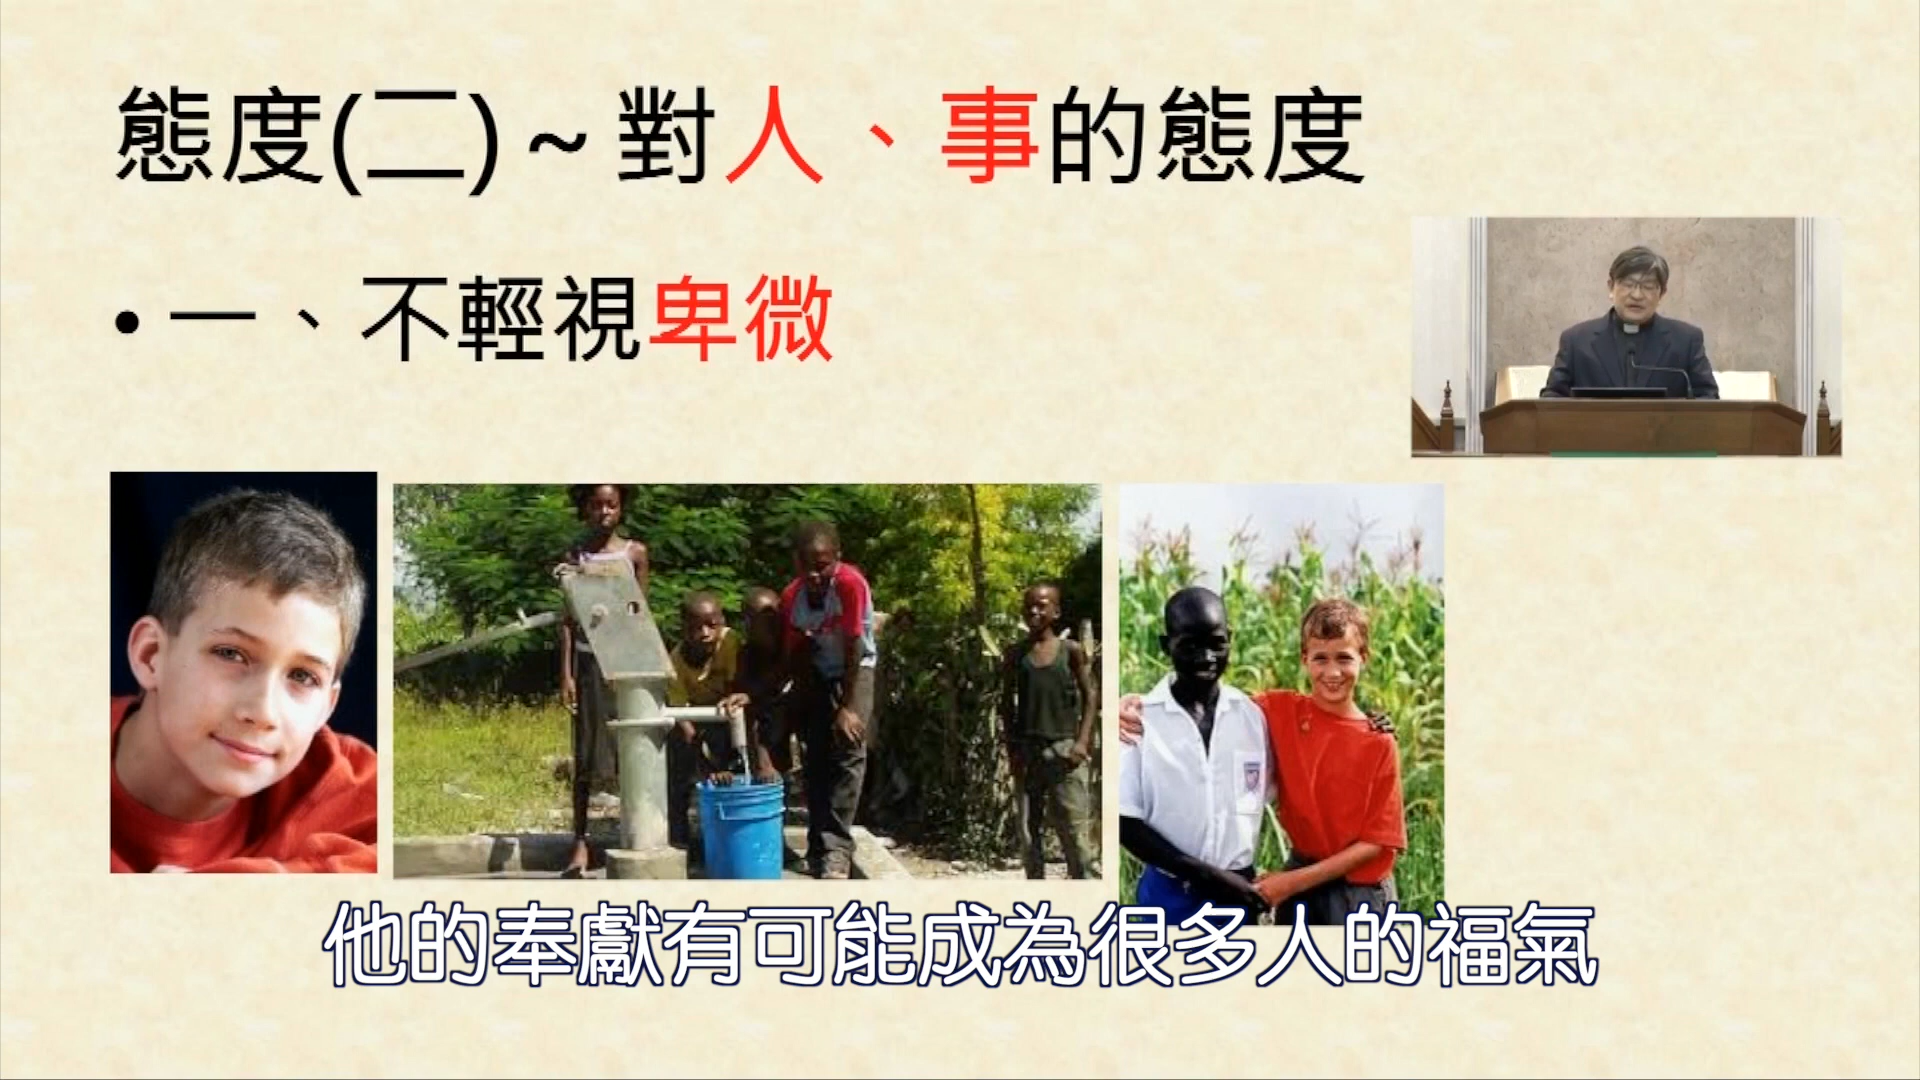 態度(二) ~ 對人、事的態度
• 一、不輕視卑微
他的奉獻有可能成為很多人的福氣